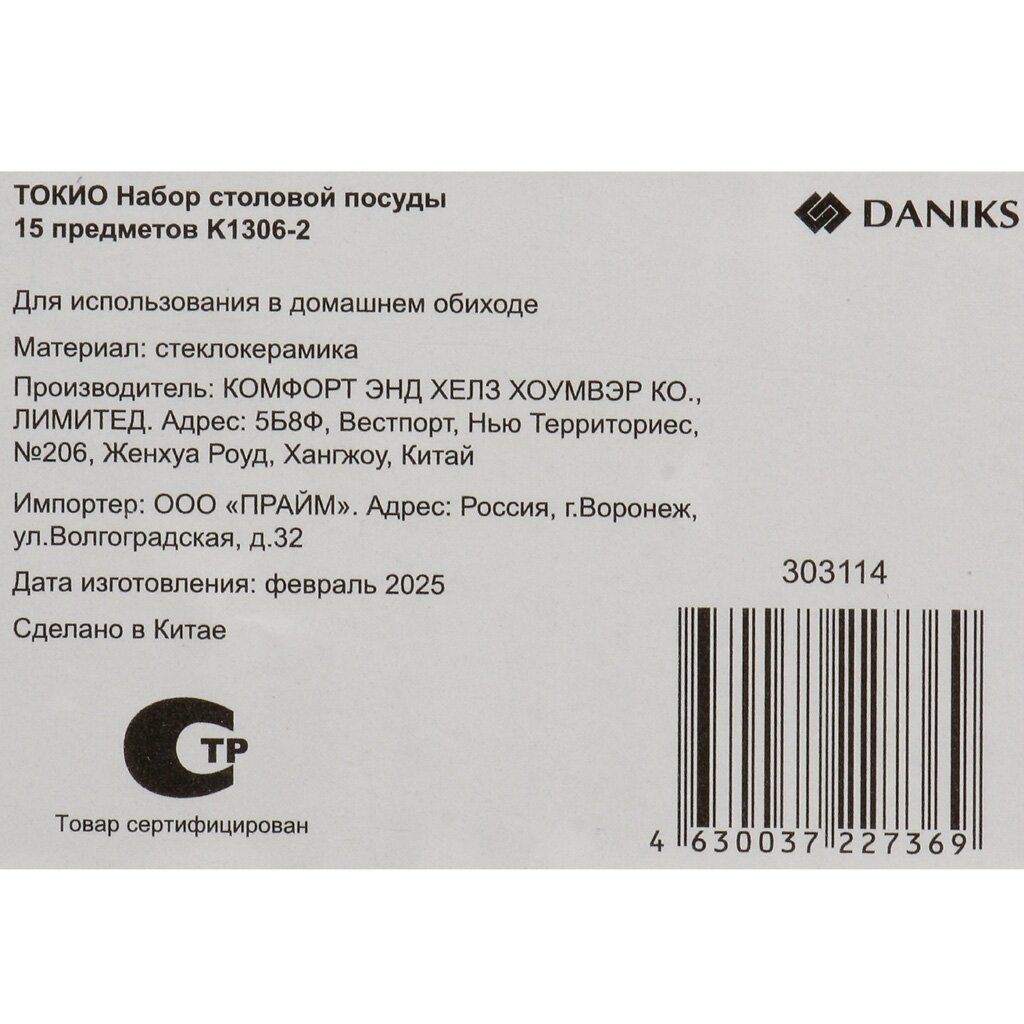 ТОКИО Набор столовой посуды
15 предметов К1306-2
DANIKS
Для использования в домашнем обиходе
Материал: стеклокерамика
Производитель: КОМФОРТ ЭНД ХЕЛЗ ХОУМВЭР КО.,
ЛИМИТЕД. Адрес: 5Б8Ф, Вестпорт, Нью Территориес,
№206, Женхуа Роуд, Хангжоу, Китай
Импортер: ООО «ПРАЙМ». Адрес: Россия, г.Воронеж,
ул.Волгоградская, д.32
Дата изготовления: февраль 2025
Сделано в Китае
303114
4 630037 227369
ТР
Товар сертифицирован